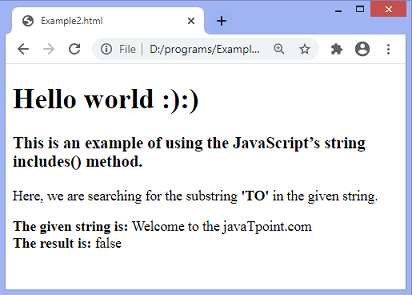 Example2.html
File
D:/programs/Exampl...
Hello world :):)
This is an example of using the JavaScript’s string
includes() method.
Here, we are searching for the substring 'TO' in the given string.
The given string is: Welcome to the javaTpoint.com
The result is: false